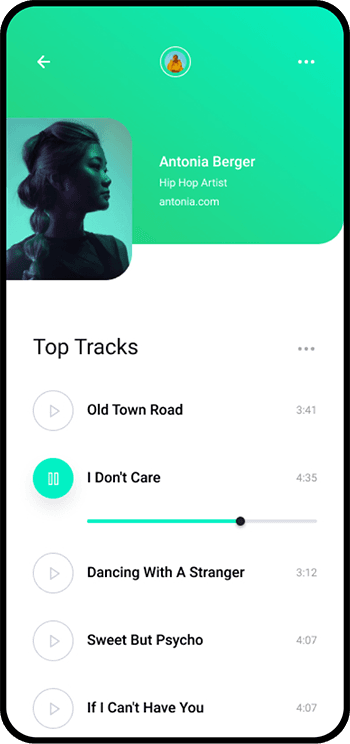 Antonia Berger
Hip Hop Artist
antonia.com
Top Tracks
Old Town Road 3:41
I Don't Care 4:35
Dancing With A Stranger 3:12
Sweet But Psycho 4:07
If I Can't Have You 4:07